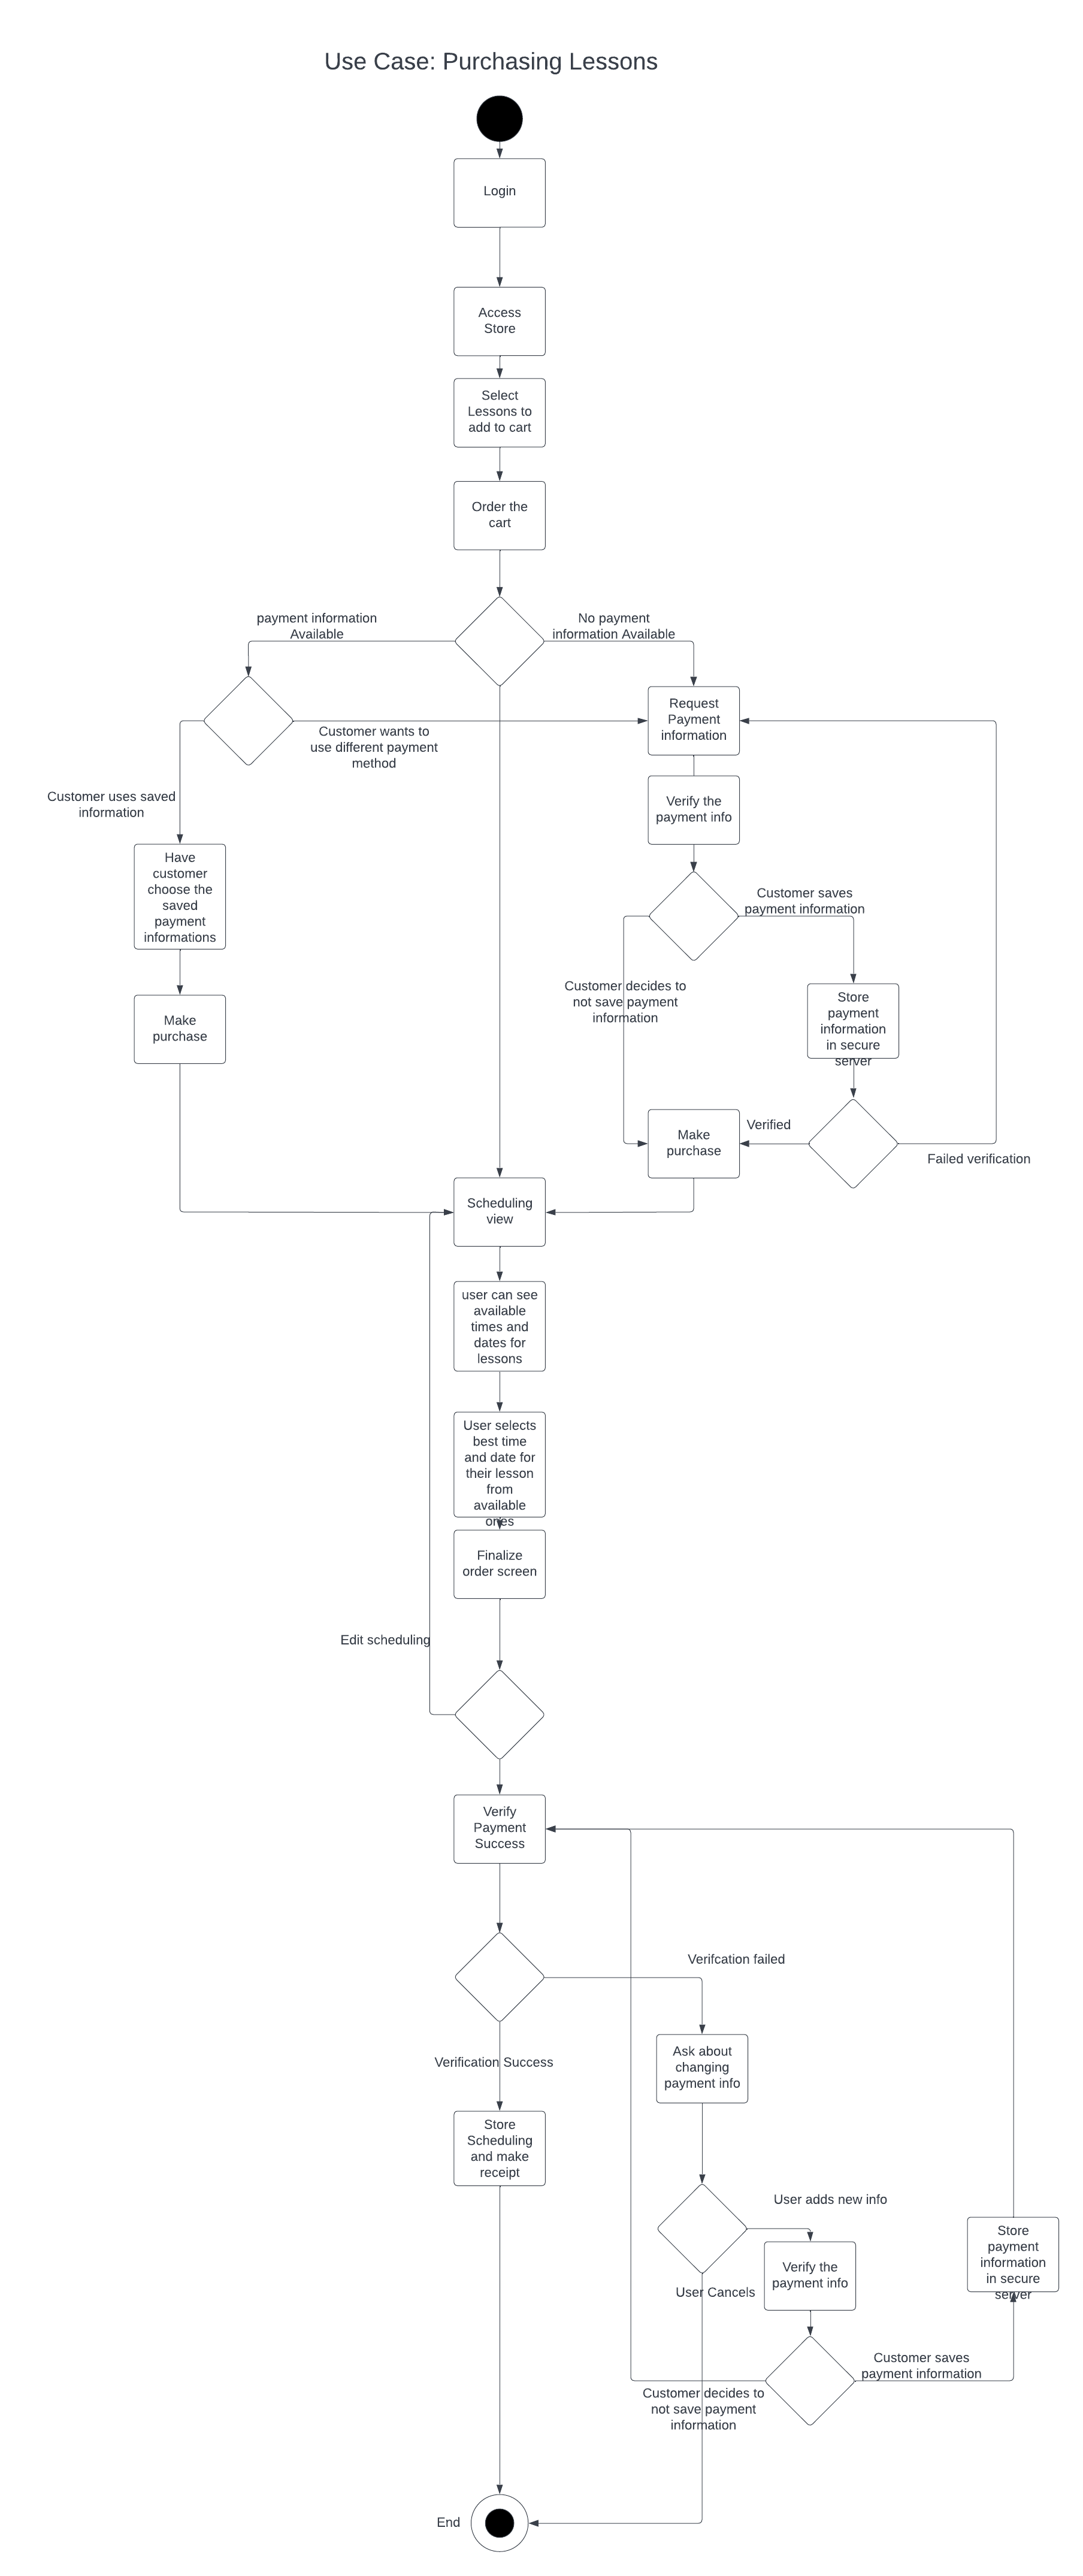 Use Case: Purchasing Lessons
Login
Access
Store
Select
Lessons to
add to cart
Order the
cart
payment information
Available
No payment
information Available
Request
Payment
information
Customer wants to
use different payment
method
Customer uses saved
information
Verify the
payment info
Have
customer
choose the
saved
payment
informations
Customer saves
payment information
Customer decides to
not save payment
information
Store
payment
information
in secure
server
Make
purchase
Make
purchase
Verified
Failed verification
Scheduling
view
user can see
available
times and
dates for
lessons
User selects
best time
and date for
their lesson
from
available
ones
Finalize
order screen
Edit scheduling
Verify
Payment
Success
Verifcation failed
Verification Success
Ask about
changing
payment info
Store
Scheduling
and make
receipt
User adds new info
Store
payment
information
in secure
server
Verify the
payment info
User Cancels
Customer saves
payment information
Customer decides to
not save payment
information
End